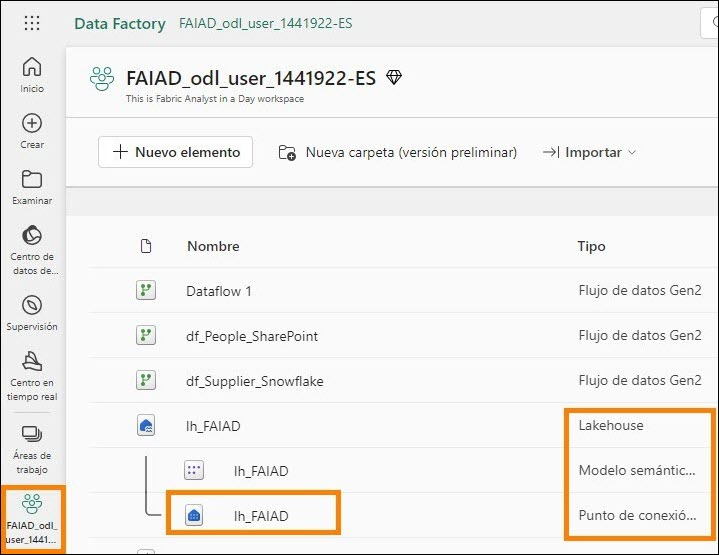 Data Factory FAIAD_odl_user_1441922-ES
FAIAD_odl_user_1441922-ES
This is Fabric Analyst in a Day workspace
Nuevo elemento
Nueva carpeta (versión preliminar)
Importar
Nombre Tipo
Dataflow 1 Flujo de datos Gen2
df_People_SharePoint Flujo de datos Gen2
df_Supplier_Snowflake Flujo de datos Gen2
lh_FAIAD Lakehouse
lh_FAIAD Modelo semántic...
lh_FAIAD Punto de conexió...
Inicio
Crear
Examinar
Centro de
datos de...
Supervisión
Centro en
tiempo real
Áreas de
trabajo
FAIAD_odl_
user_1441...